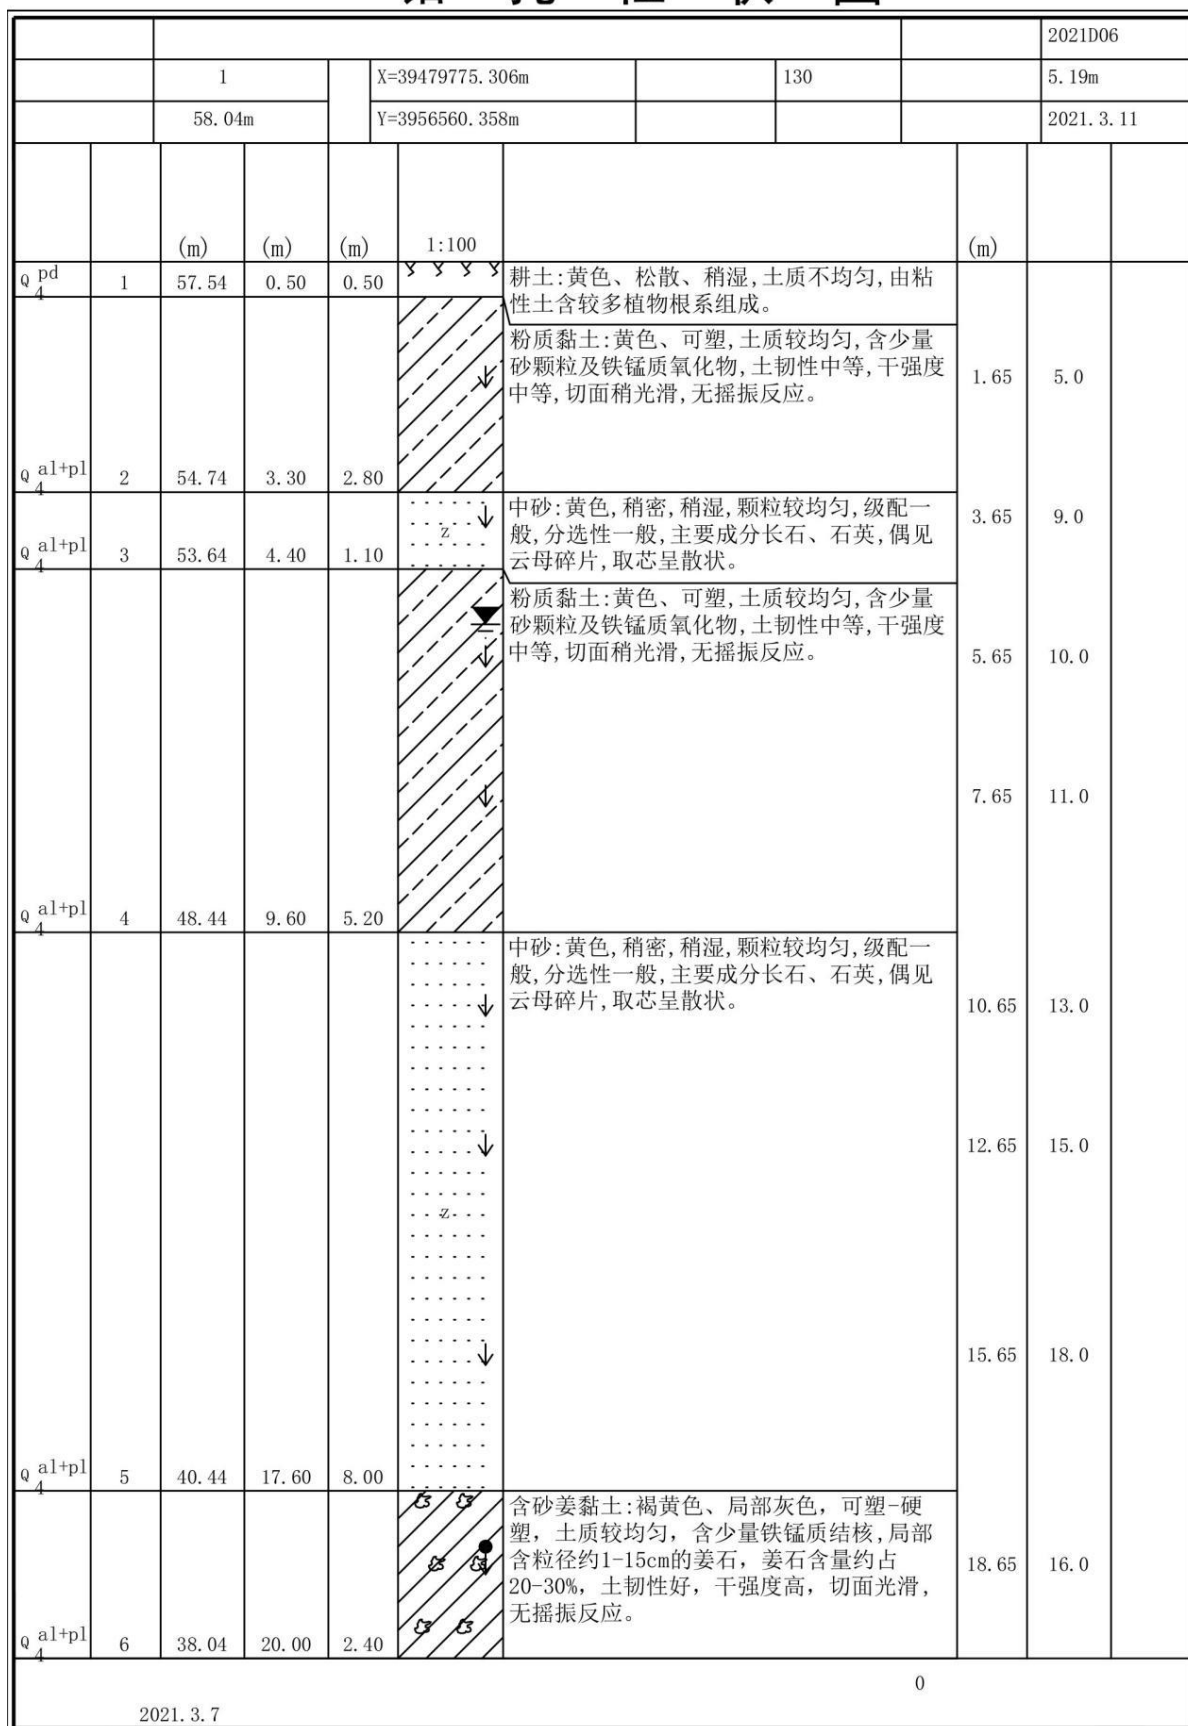 2021D06
1 X=39479775.306m 130 5.19m
58.04m Y=3956560.358m 2021.3.11
(m) (m) (m) 1:100 (m)
Q4 pd 1 57.54 0.50 0.50
耕土:黄色、松散、稍湿,土质不均匀,由粘
性土含较多植物根系组成。
粉质黏土:黄色、可塑,土质较均匀,含少量
砂颗粒及铁锰质氧化物,土韧性中等,干强度
中等,切面稍光滑,无摇振反应。
1.65 5.0
Q4 al+pl 2 54.74 3.30 2.80
中砂:黄色,稍密,稍湿,颗粒较均匀,级配一
般,分选性一般,主要成分长石、石英,偶见
云母碎片,取芯呈散状。
3.65 9.0
z
Q4 al+pl 3 53.64 4.40 1.10
粉质黏土:黄色、可塑,土质较均匀,含少量
砂颗粒及铁锰质氧化物,土韧性中等,干强度
中等,切面稍光滑,无摇振反应。
5.65 10.0
7.65 11.0
Q4 al+pl 4 48.44 9.60 5.20
中砂:黄色,稍密,稍湿,颗粒较均匀,级配一
般,分选性一般,主要成分长石、石英,偶见
云母碎片,取芯呈散状。
10.65 13.0
12.65 15.0
z
15.65 18.0
Q4 al+pl 5 40.44 17.60 8.00
含砂姜黏土:褐黄色、局部灰色，可塑-硬
塑，土质较均匀，含少量铁锰质结核,局部
含粒径约1-15cm的姜石，姜石含量约占
20-30%，土韧性好，干强度高，切面光滑，
无摇振反应。
18.65 16.0
Q4 al+pl 6 38.04 20.00 2.40
0
2021.3.7